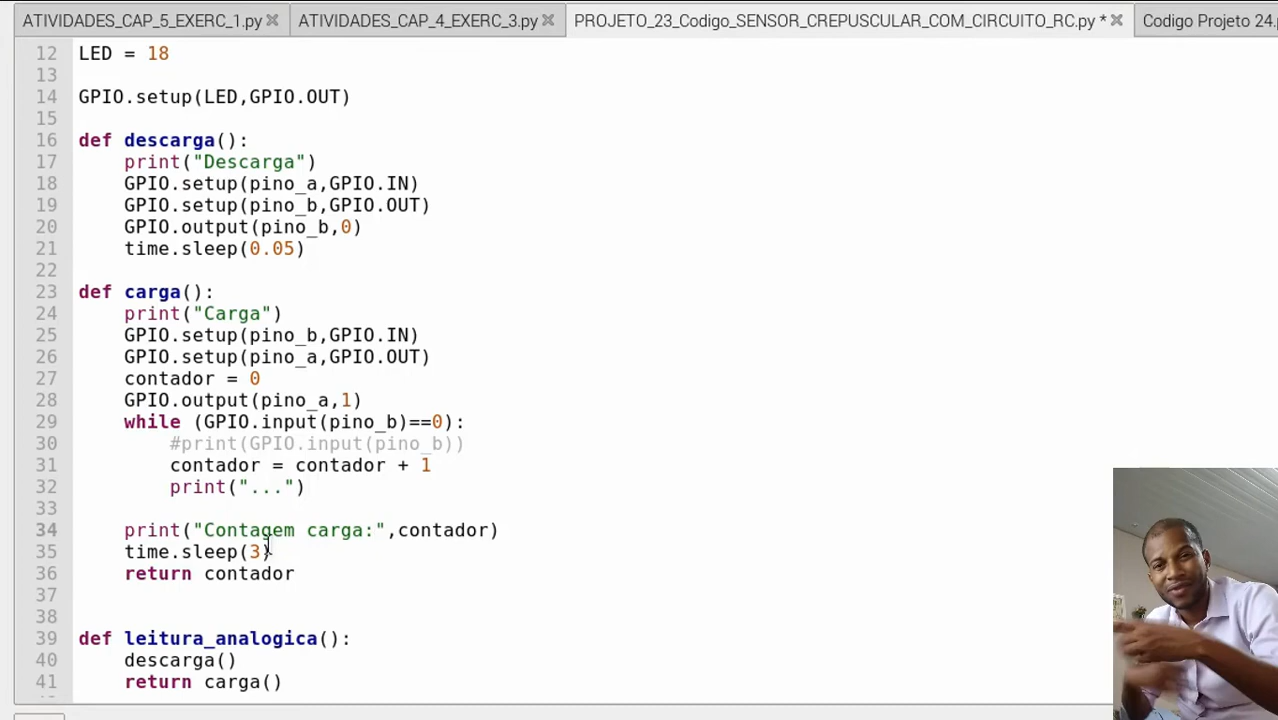 ATIVIDADES_CAP_5_EXERC_1.py ATIVIDADES_CAP_4_EXERC_3.py PROJETO_23_Codigo_SENSOR_CREPUSCULAR_COM_CIRCUITO_RC.py * Codigo Projeto 24.
12 LED = 18
13
14 GPIO.setup(LED,GPIO.OUT)
15
16 def descarga():
17 print("Descarga")
18 GPIO.setup(pino_a,GPIO.IN)
19 GPIO.setup(pino_b,GPIO.OUT)
20 GPIO.output(pino_b,0)
21 time.sleep(0.05)
22
23 def carga():
24 print("Carga")
25 GPIO.setup(pino_b,GPIO.IN)
26 GPIO.setup(pino_a,GPIO.OUT)
27 contador = 0
28 GPIO.output(pino_a,1)
29 while (GPIO.input(pino_b)==0):
30 #print(GPIO.input(pino_b))
31 contador = contador + 1
32 print("...")
33
34 print("Contagem carga:",contador)
35 time.sleep(3)
36 return contador
37
38
39 def leitura_analogica():
40 descarga()
41 return carga()